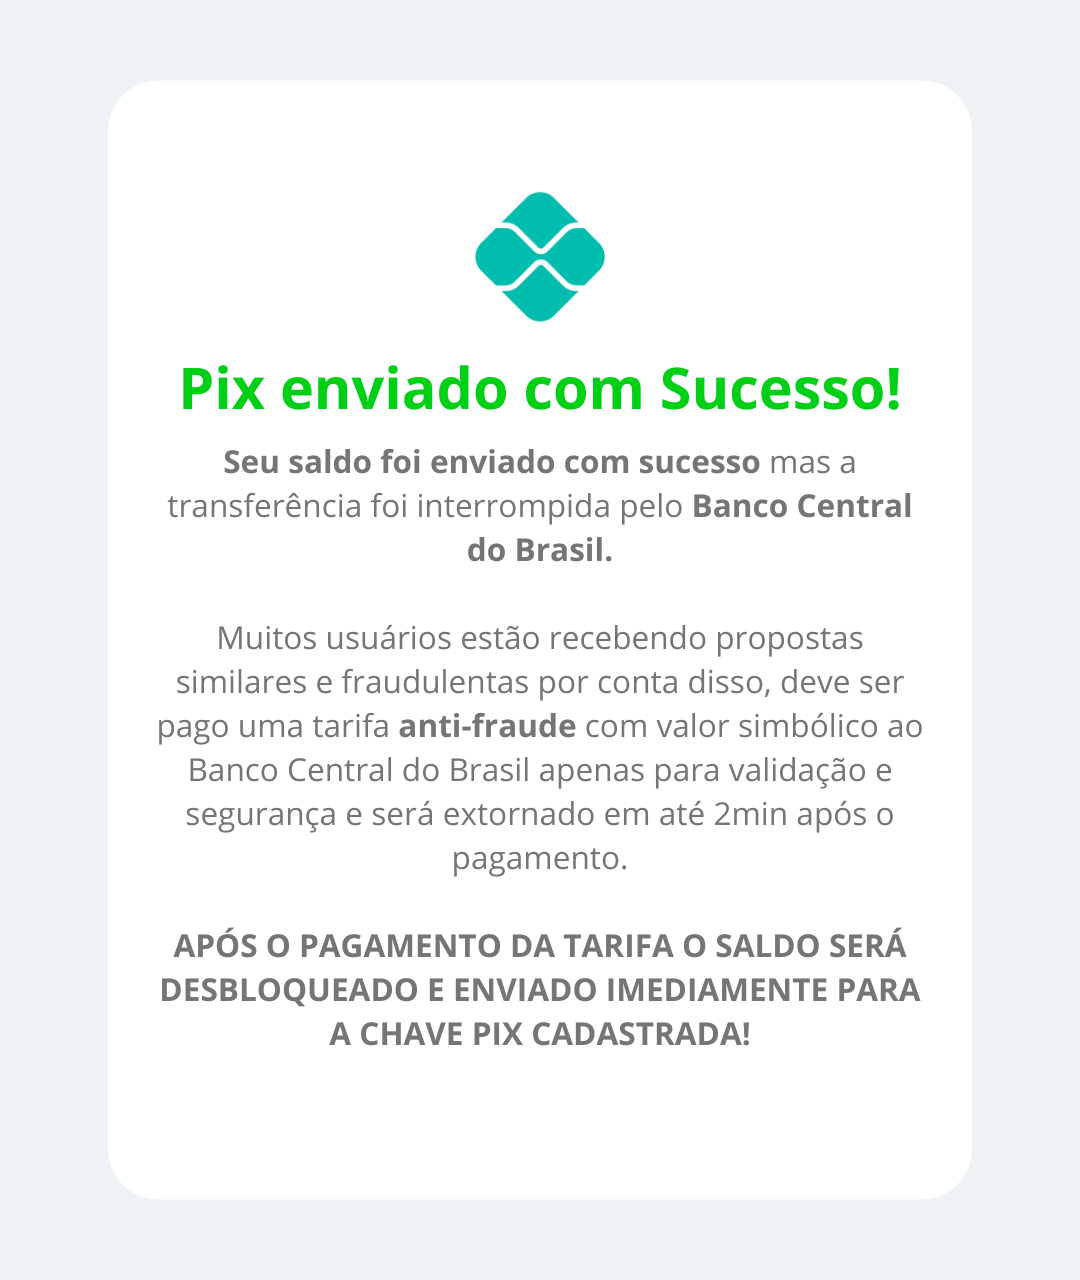 Pix enviado com Sucesso!
Seu saldo foi enviado com sucesso mas a
transferência foi interrompida pelo Banco Central
do Brasil.
Muitos usuários estão recebendo propostas
similares e fraudulentas por conta disso, deve ser
pago uma tarifa anti-fraude com valor simbólico ao
Banco Central do Brasil apenas para validação e
segurança e será extornado em até 2min após o
pagamento.
APÓS O PAGAMENTO DA TARIFA O SALDO SERÁ
DESBLOQUEADO E ENVIADO IMEDIAMENTE PARA
A CHAVE PIX CADASTRADA!